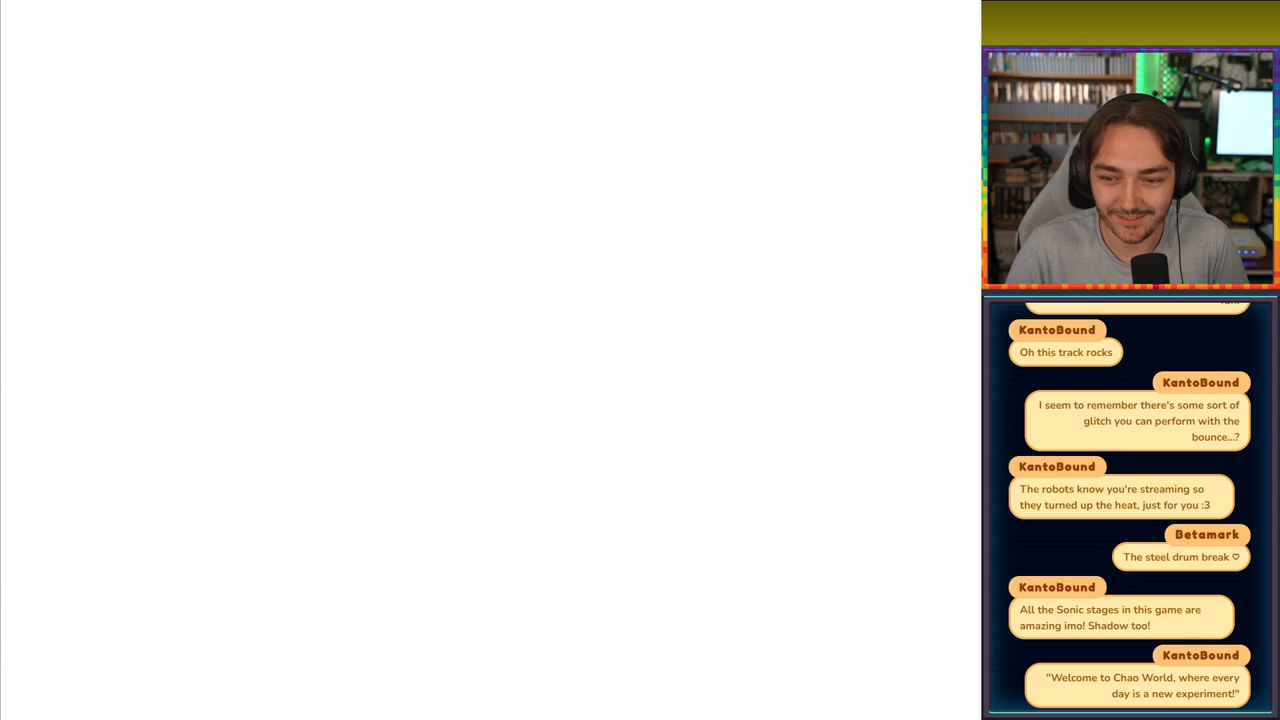 KantoBound
Oh this track rocks
KantoBound
I seem to remember there's some sort of
glitch you can perform with the
bounce...?
KantoBound
The robots know you're streaming so
they turned up the heat, just for you :3
Betamark
The steel drum break ♡
KantoBound
All the Sonic stages in this game are
amazing imo! Shadow too!
KantoBound
"Welcome to Chao World, where every
day is a new experiment!"